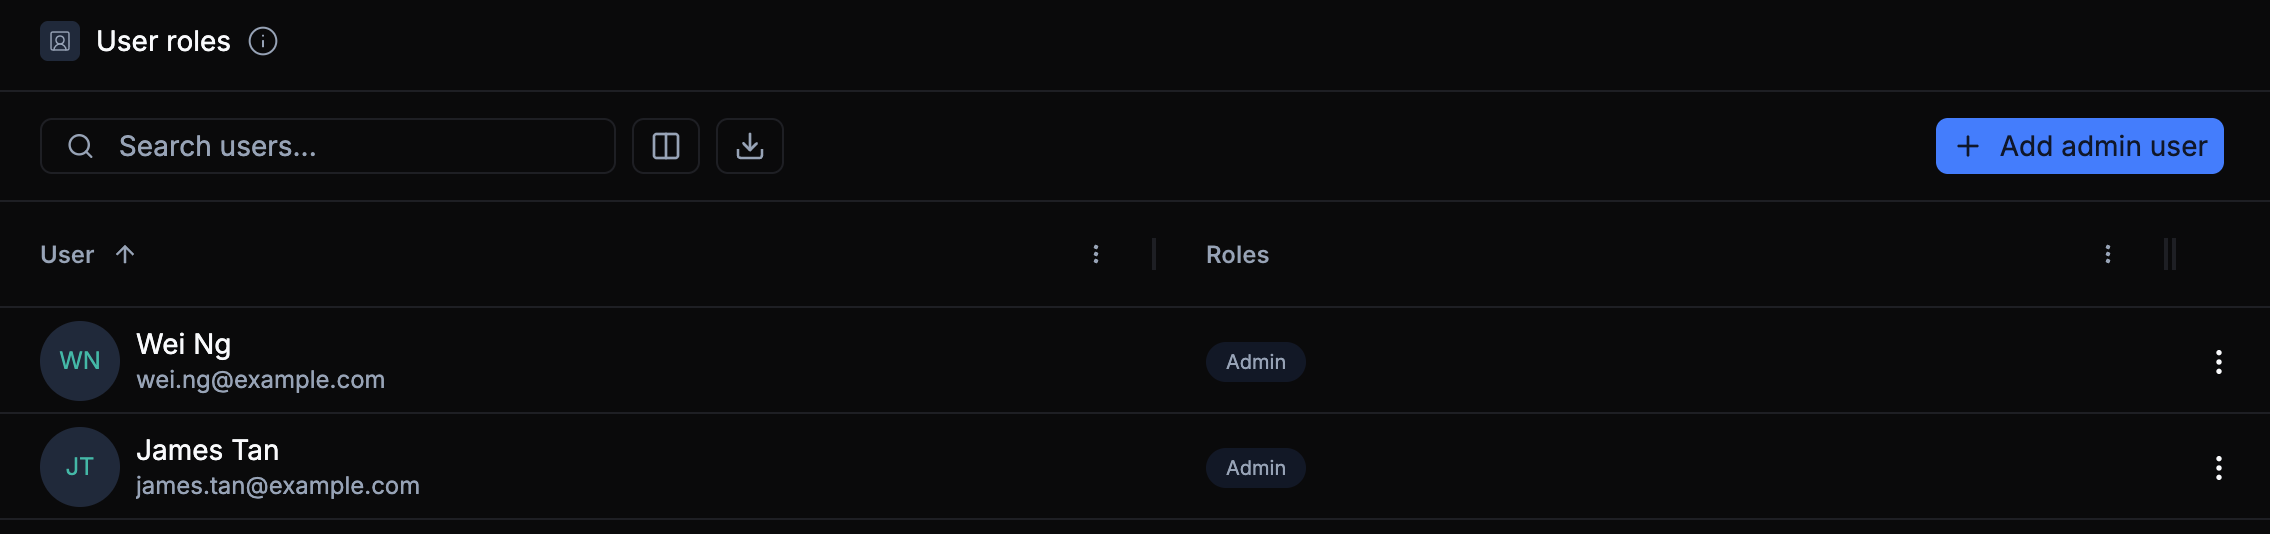 User roles
Search users...
Add admin user
User
Roles
WN
Wei Ng
wei.ng@example.com
Admin
JT
James Tan
james.tan@example.com
Admin